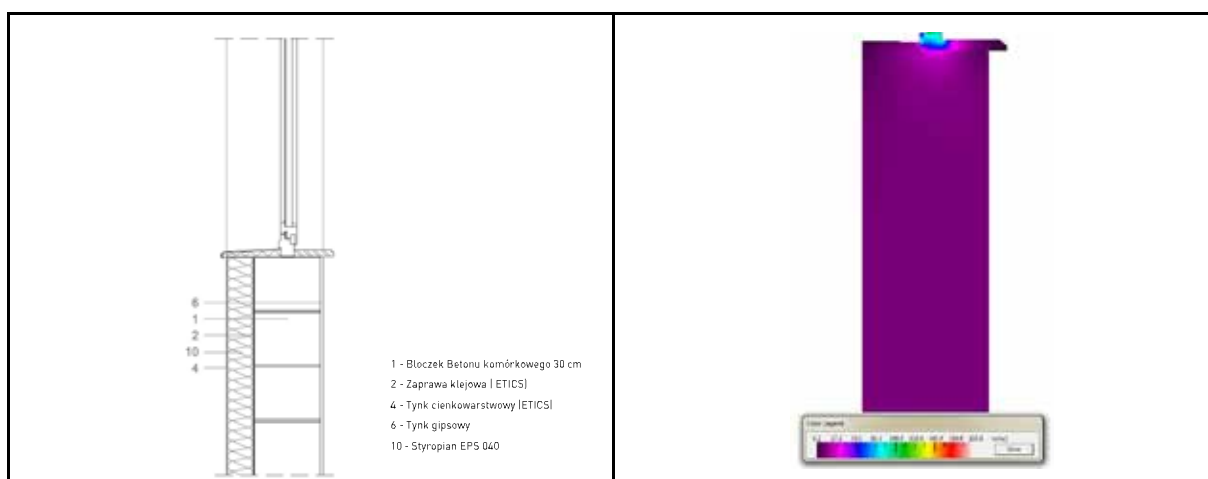 6
1
2
10
4
1 - Bloczek Betonu komórkowego 30 cm
2 - Zaprawa klejowa ( ETICS)
4 - Tynk cienkowarstwowy (ETICS)
6 - Tynk gipsowy
10 - Styropian EPS 040